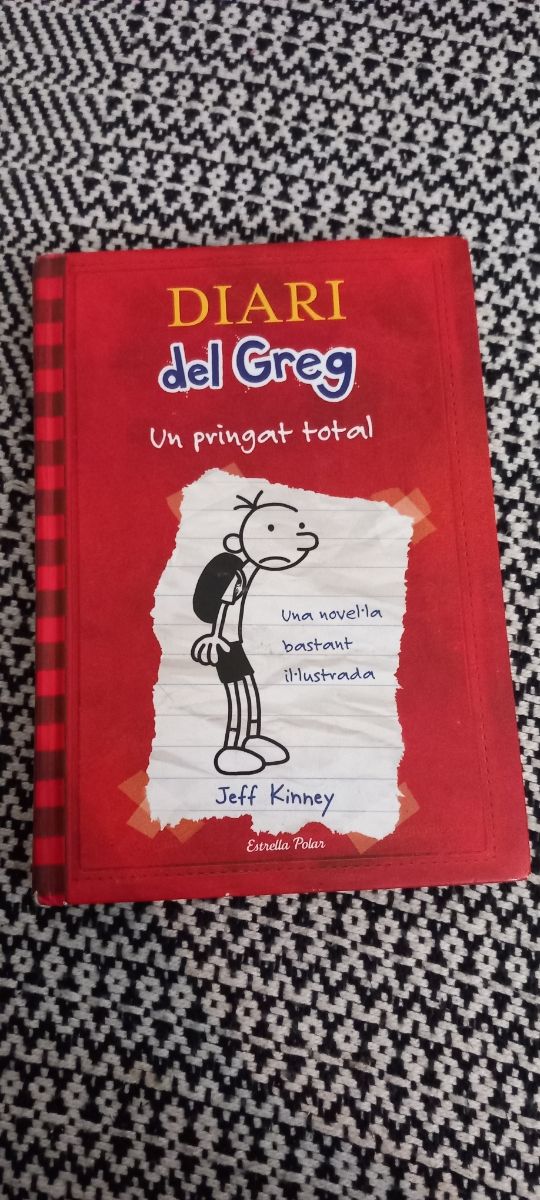 DIARI
del Greg
Un pringat total
Una novel·la
bastant
il·lustrada
Jeff Kinney
Estrella Polar